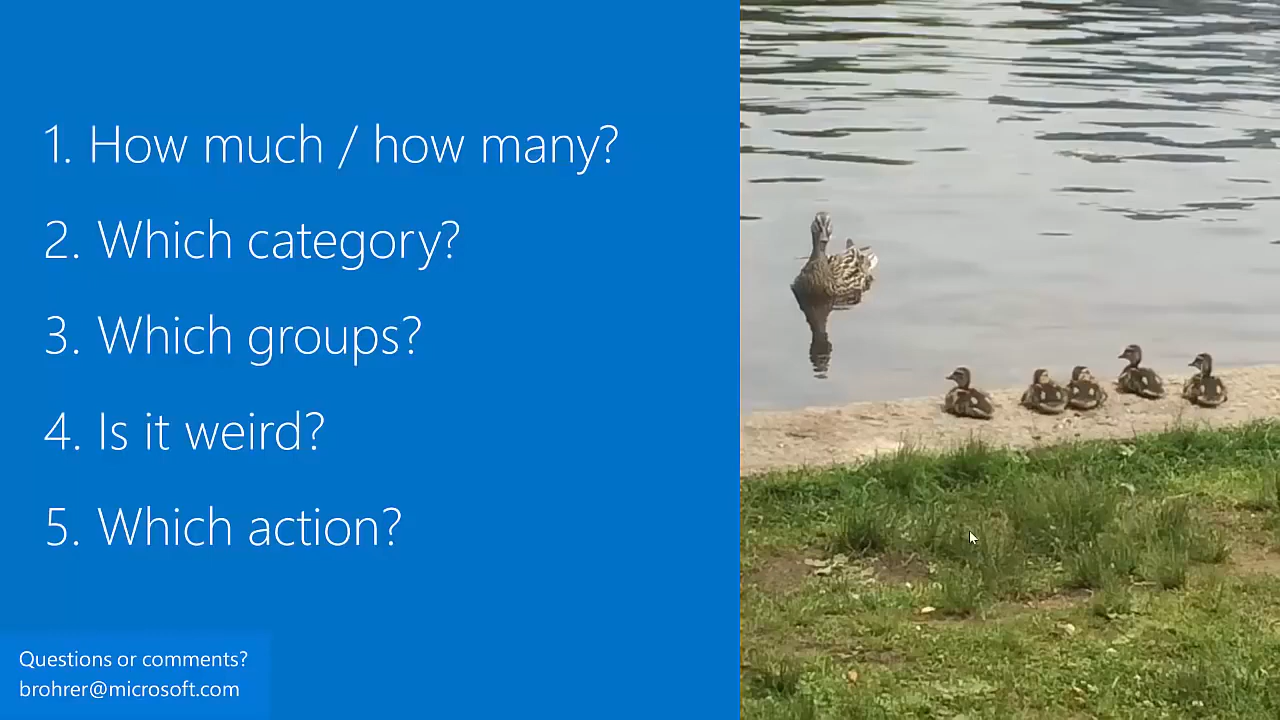 1. How much / how many?
2. Which category?
3. Which groups?
4. Is it weird?
5. Which action?
Questions or comments?
brohrer@microsoft.com